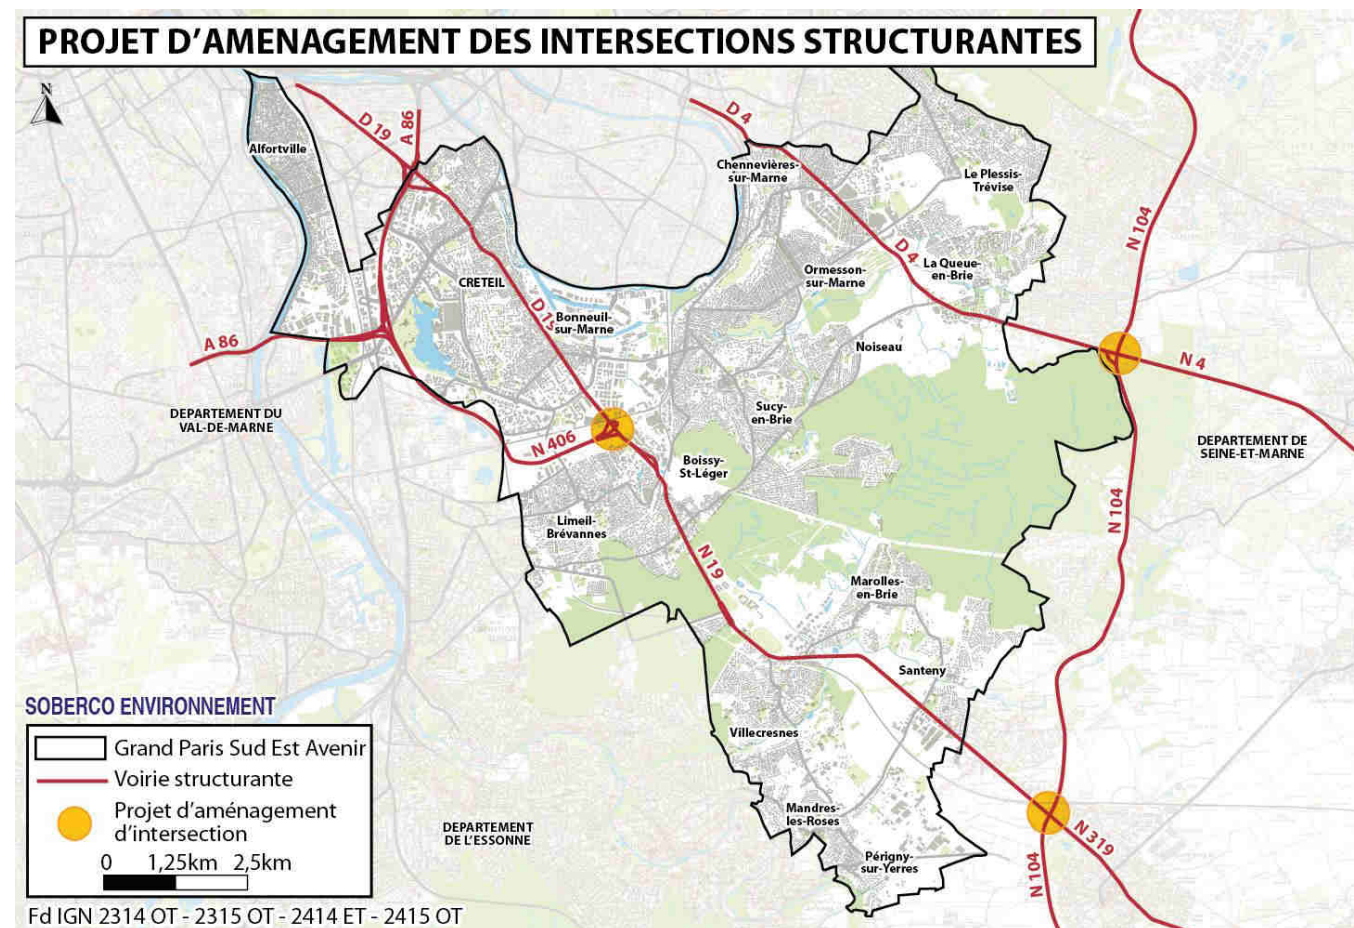 PROJET D'AMENAGEMENT DES INTERSECTIONS STRUCTURANTES
N
D 19
A 86
D 4
Alfortville
Chennevières-
sur-Marne
Le Plessis-
Trévise
N 104
D 4
La Queue-
en-Brie
Ormesson-
sur-Marne
CRETEIL
D 19
Bonneuil-
sur-Marne
A 86
Noiseau
N 4
DEPARTEMENT DU
VAL-DE-MARNE
Sucy-
en-Brie
N 406
DEPARTEMENT DE
SEINE-ET-MARNE
Boissy-
St-Léger
N 104
Limeil-
Brévannes
N 19
Marolles-
en-Brie
Santeny
Villecresnes
Mandres-
les-Roses
DEPARTEMENT
DE L'ESSONNE
N 319
Périgny-
sur-Yerres
N 104
SOBERCO ENVIRONNEMENT
Grand Paris Sud Est Avenir
Voirie structurante
Projet d'aménagement
d'intersection
0 1,25km 2,5km
Fd IGN 2314 OT - 2315 OT - 2414 ET - 2415 OT